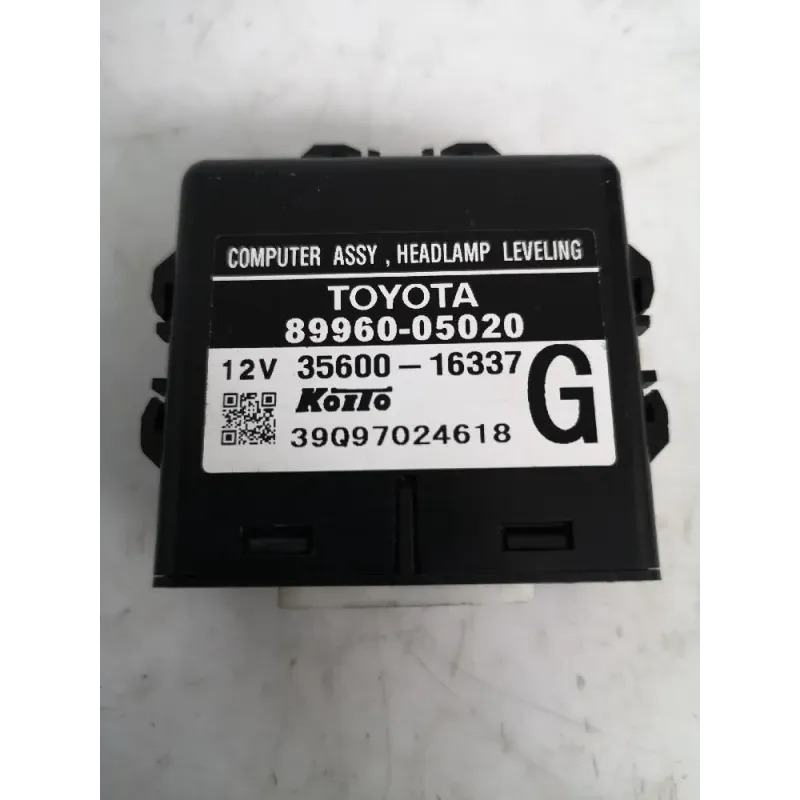 COMPUTER ASSY , HEADLAMP LEVELING
TOYOTA
89960-05020
12V 35600-16337
G
KOITO
39Q97024618